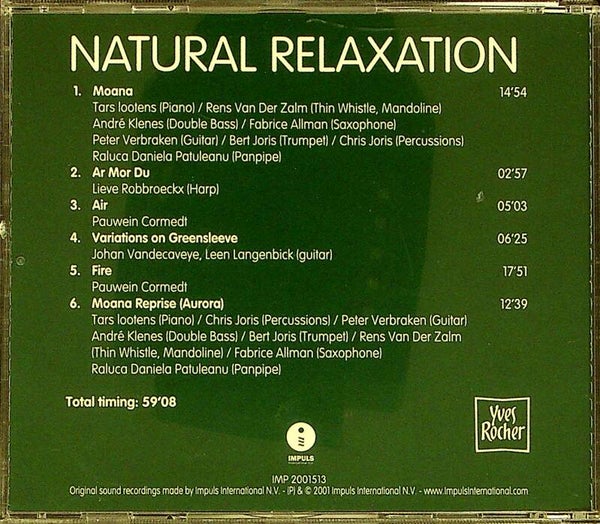 NATURAL RELAXATION
1. Moana 14'54
Tars lootens (Piano) / Rens Van Der Zalm (Thin Whistle, Mandoline)
André Klenes (Double Bass) / Fabrice Allman (Saxophone)
Peter Verbraken (Guitar) / Bert Joris (Trumpet) / Chris Joris (Percussions)
Raluca Daniela Patuleanu (Panpipe)
2. Ar Mor Du 02'57
Lieve Robbroeckx (Harp)
3. Air 05'03
Pauwein Cormedt
4. Variations on Greensleeve 06'25
Johan Vandecaveye, Leen Langenbick (guitar)
5. Fire 17'51
Pauwein Cormedt
6. Moana Reprise (Aurora) 12'39
Tars lootens (Piano) / Chris Joris (Percussions) / Peter Verbraken (Guitar)
André Klenes (Double Bass) / Bert Joris (Trumpet) / Rens Van Der Zalm
(Thin Whistle, Mandoline) / Fabrice Allman (Saxophone)
Raluca Daniela Patuleanu (Panpipe)
Total timing: 59'08
Yves
Rocher
IMPULS
IMP 2001513
Original sound recordings made by Impuls International N.V. - (P) & © 2001 Impuls International N.V. - www.impulsinternational.com